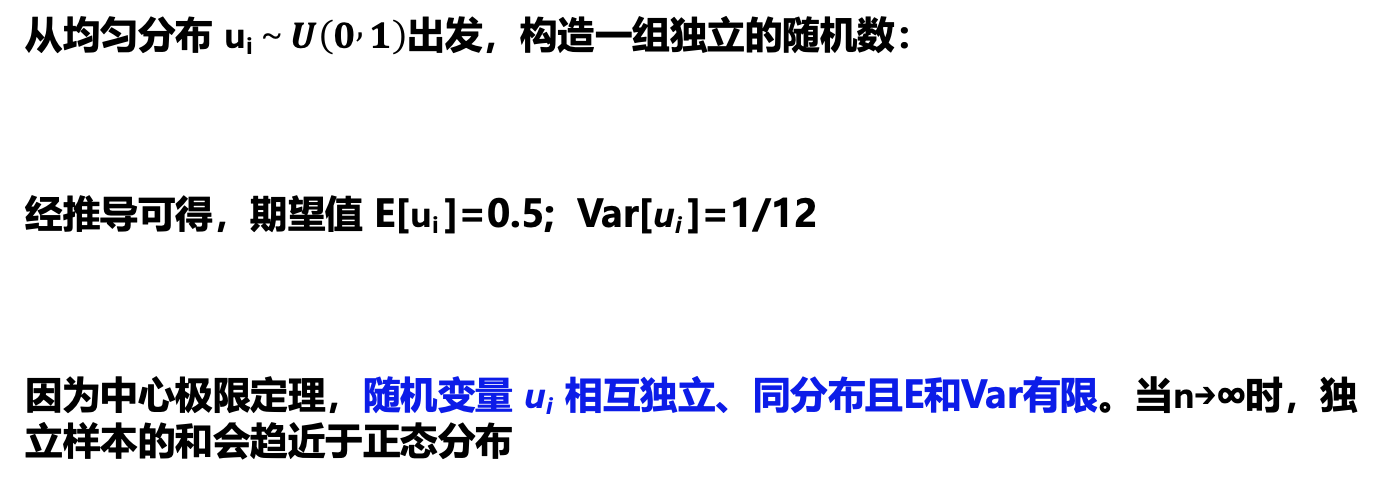 从均匀分布 uᵢ ~ U(0, 1)出发，构造一组独立的随机数：
经推导可得，期望值 E[uᵢ]=0.5;  Var[uᵢ]=1/12
因为中心极限定理，随机变量 uᵢ 相互独立、同分布且E和Var有限。当n→∞时，独
立样本的和会趋近于正态分布